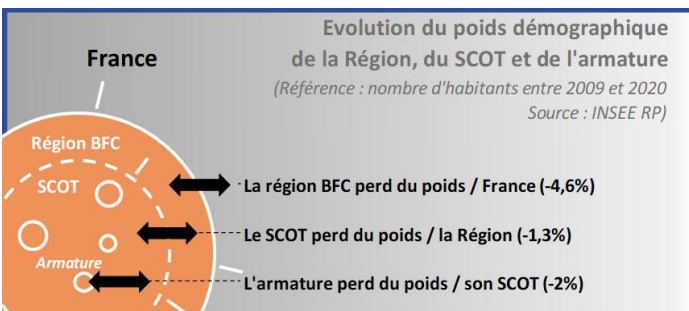 Evolution du poids démographique
de la Région, du SCOT et de l'armature
(Référence : nombre d'habitants entre 2009 et 2020
Source : INSEE RP)
France
Région BFC
SCOT
Armature
La région BFC perd du poids / France (-4,6%)
Le SCOT perd du poids / la Région (-1,3%)
L'armature perd du poids / son SCOT (-2%)